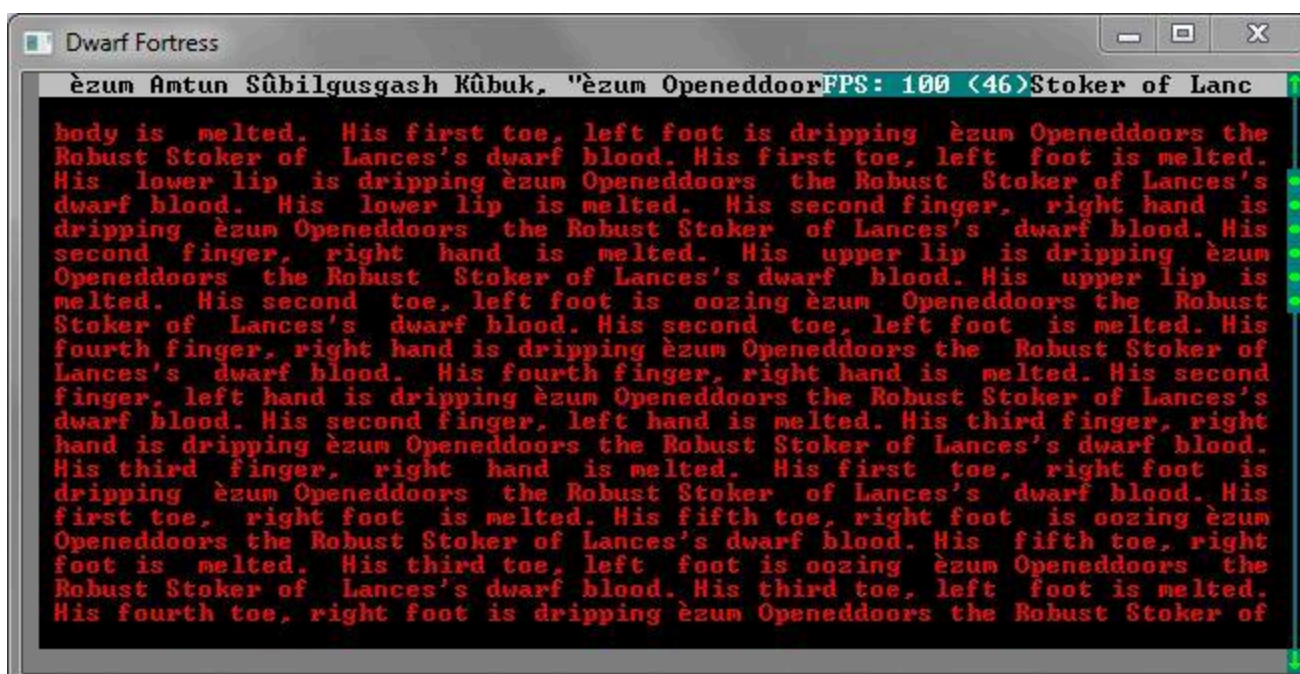 Dwarf Fortress
èzum Amtun Sûbilgusgash Kûbuk, "èzum OpeneddoorFPS: 100 (46)Stoker of Lanc
body is melted. His first toe, left foot is dripping èzum Openeddoors the
Robust Stoker of Lances's dwarf blood. His first toe, left foot is melted.
His lower lip is dripping èzum Openeddoors the Robust Stoker of Lances's
dwarf blood. His lower lip is melted. His second finger, right hand is
dripping èzum Openeddoors the Robust Stoker of Lances's dwarf blood. His
second finger, right hand is melted. His upper lip is dripping èzum
Openeddoors the Robust Stoker of Lances's dwarf blood. His upper lip is
melted. His second toe, left foot is oozing èzum Openeddoors the Robust
Stoker of Lances's dwarf blood. His second toe, left foot is melted. His
fourth finger, right hand is dripping èzum Openeddoors the Robust Stoker of
Lances's dwarf blood. His fourth finger, right hand is melted. His second
finger, left hand is dripping èzum Openeddoors the Robust Stoker of Lances's
dwarf blood. His second finger, left hand is melted. His third finger, right
hand is dripping èzum Openeddoors the Robust Stoker of Lances's dwarf blood.
His third finger, right hand is melted. His first toe, right foot is
dripping èzum Openeddoors the Robust Stoker of Lances's dwarf blood. His
first toe, right foot is melted. His fifth toe, right foot is oozing èzum
Openeddoors the Robust Stoker of Lances's dwarf blood. His fifth toe, right
foot is melted. His third toe, left foot is oozing èzum Openeddoors the
Robust Stoker of Lances's dwarf blood. His third toe, left foot is melted.
His fourth toe, right foot is dripping èzum Openeddoors the Robust Stoker of